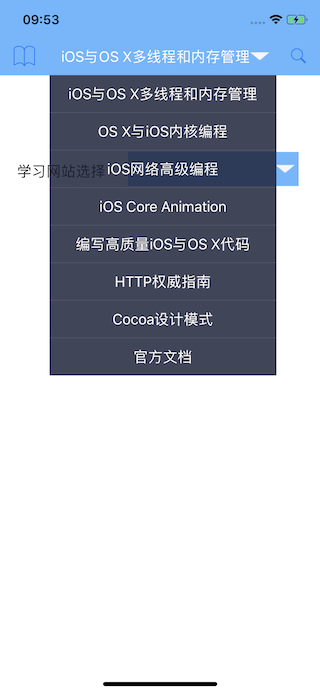 09:53
iOS与OS X多线程和内存管理
iOS与OS X多线程和内存管理
OS X与iOS内核编程
学习网站选择
iOS网络高级编程
iOS Core Animation
编写高质量iOS与OS X代码
HTTP权威指南
Cocoa设计模式
官方文档